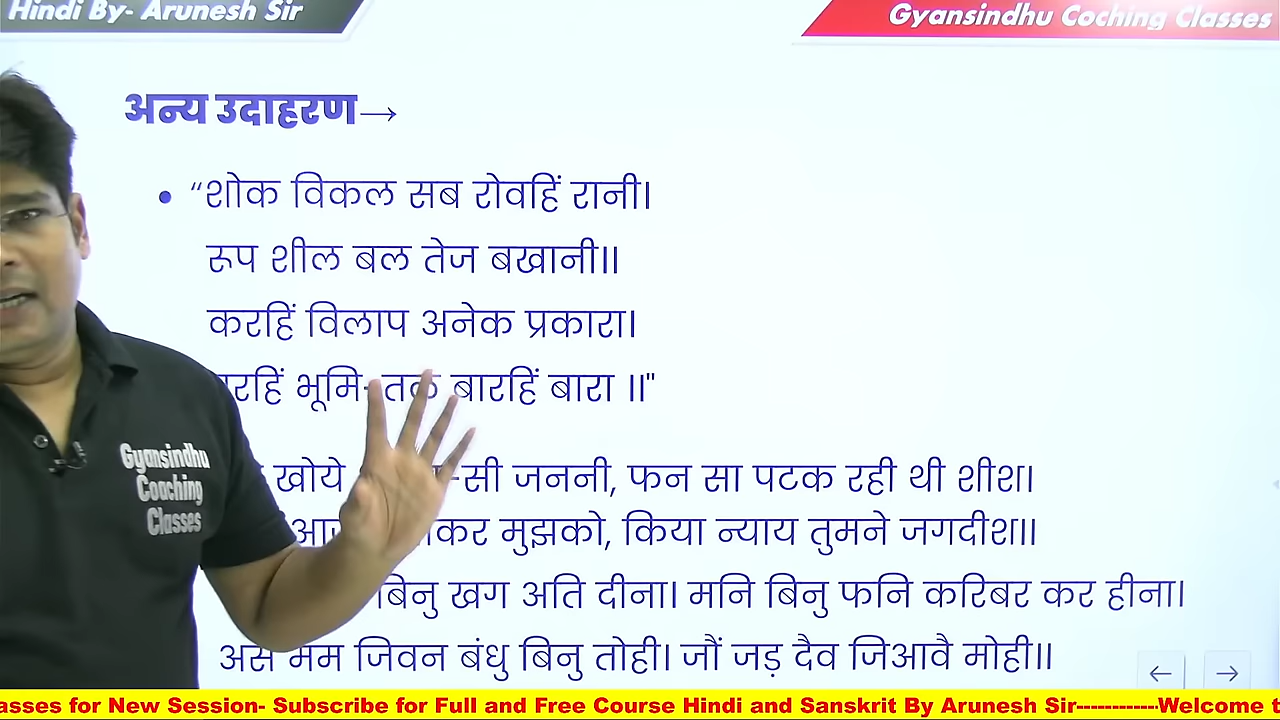 Hindi By- Arunesh Sir
Gyansindhu Coching Classes
अन्य उदाहरण→
• “शोक विकल सब रोवहिं रानी।
रूप शील बल तेज बखानी।।
करहिं विलाप अनेक प्रकारा।
भूमि- तल बारहिं बारा ।।"
खोये -सी जननी, फन सा पटक रही थी शीश।
मुझको, किया न्याय तुमने जगदीश।।
बिनु खग अति दीना। मनि बिनु फनि करिबर कर हीना।
अस मम जिवन बंधु बिनु तोही। जौं जड़ दैव जिआवै मोही।।
Gyansindhu
Coaching
Classes
← →
asses for New Session- Subscribe for Full and Free Course Hindi and Sanskrit By Arunesh Sir------------Welcome t